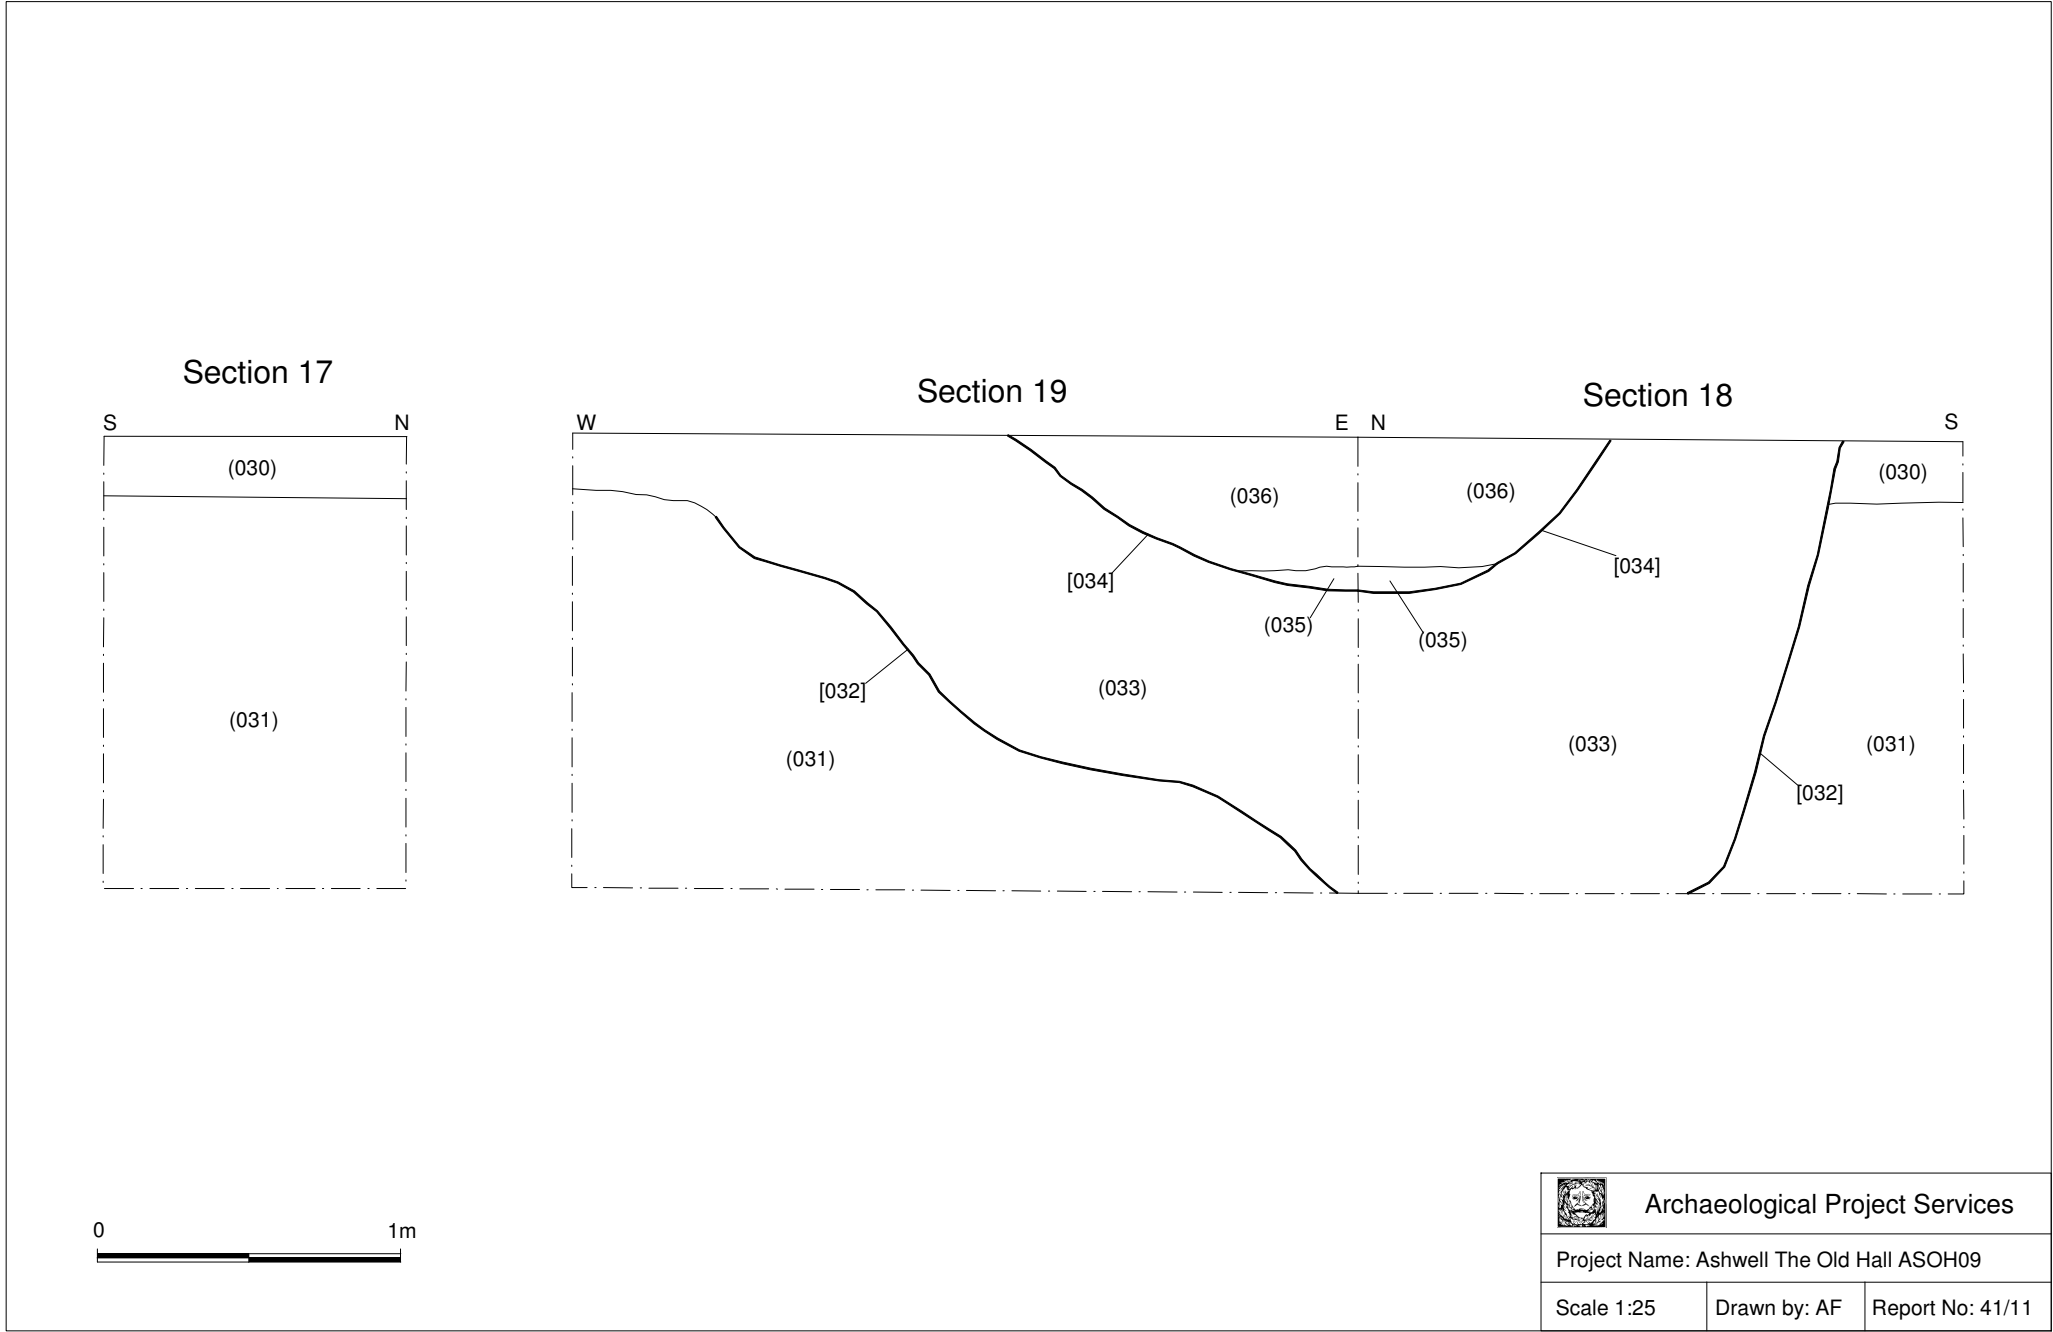 Section 17
Section 19
Section 18
S N
W E N S
(030)
(031)
(036)
(036)
(030)
[034]
[034]
(035)
(035)
[032]
(033)
(033)
(031)
(031)
[032]
0 1m
Archaeological Project Services
Project Name: Ashwell The Old Hall ASOH09
Scale 1:25 Drawn by: AF Report No: 41/11